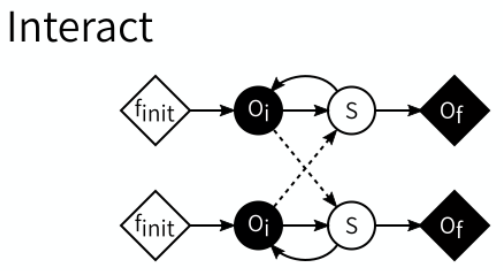 Interact
finit Oi S Of
finit Oi S Of